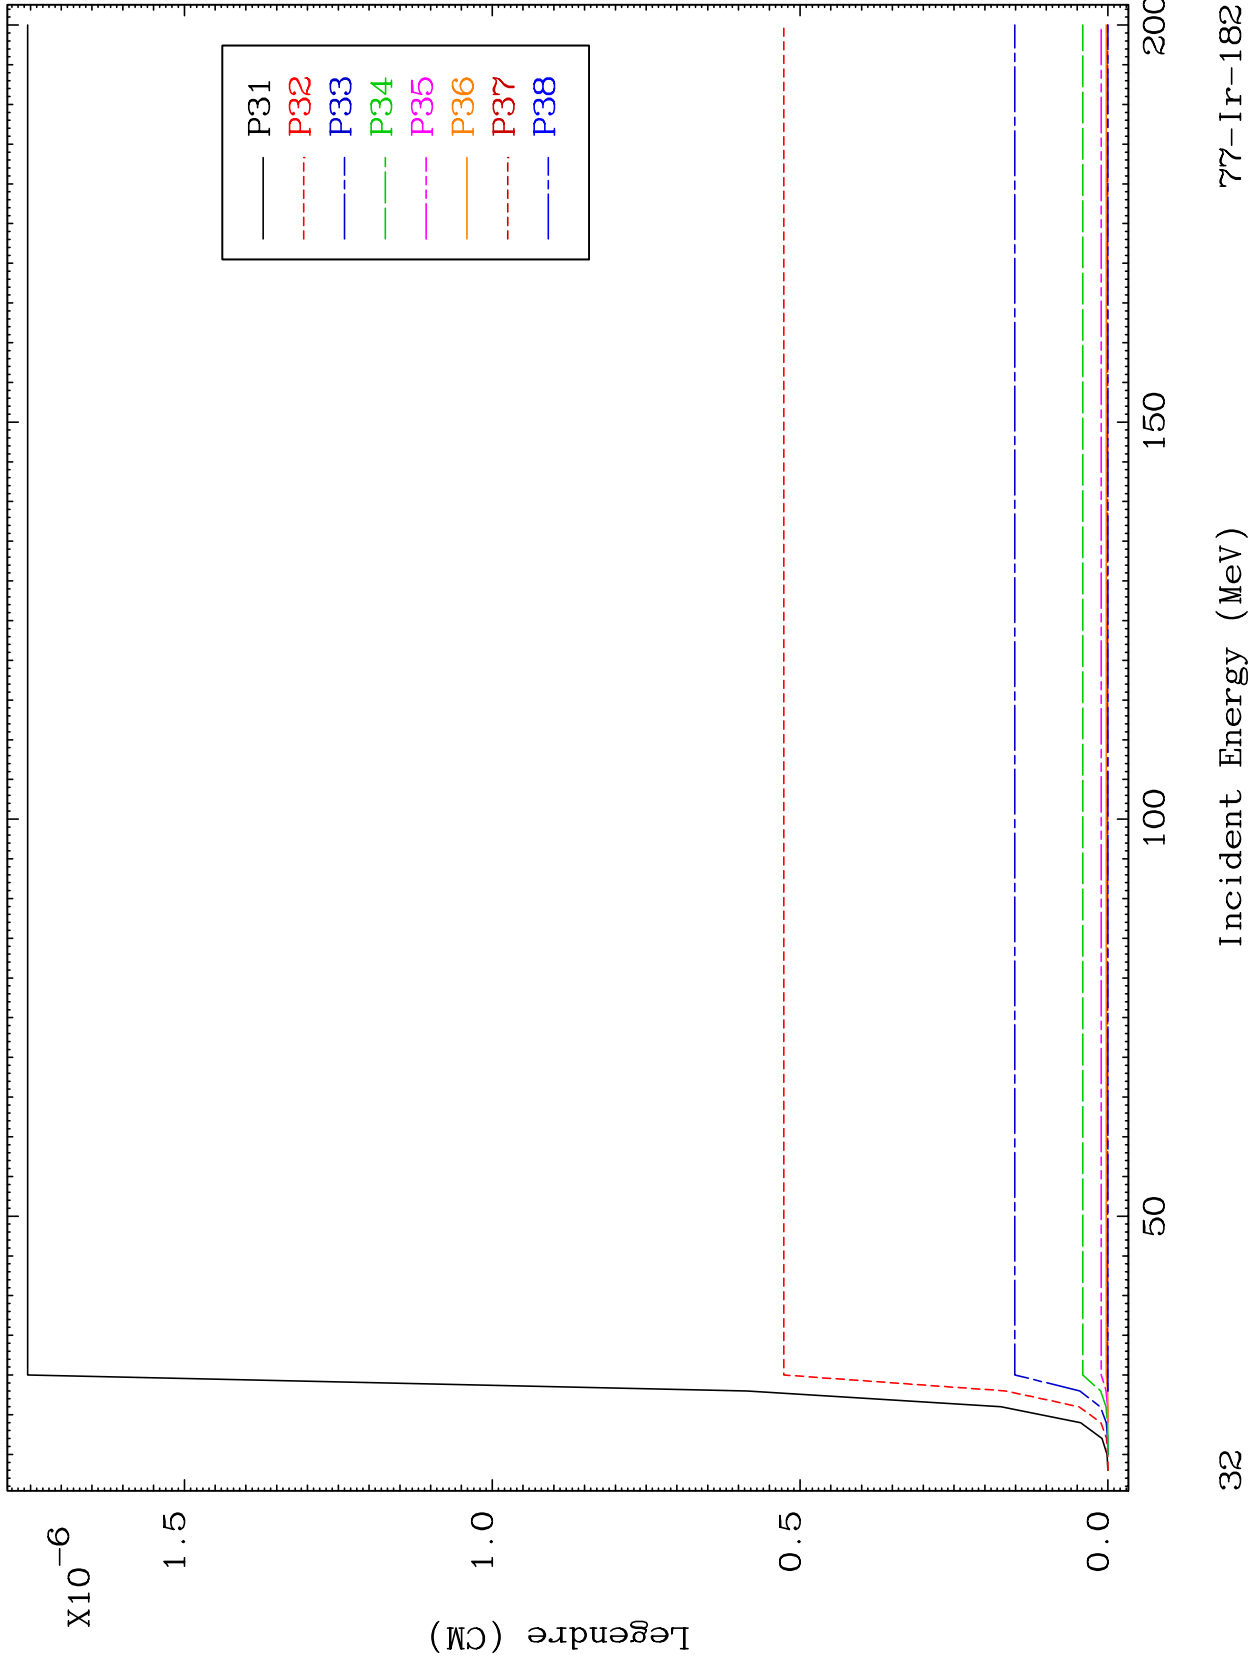 X10-6
1.5
1.0
0.5
0.0
Legendre (CM)
P31
P32
P33
P34
P35
P36
P37
P38
50
100
150
200
32
Incident Energy (MeV)
77-Ir-182